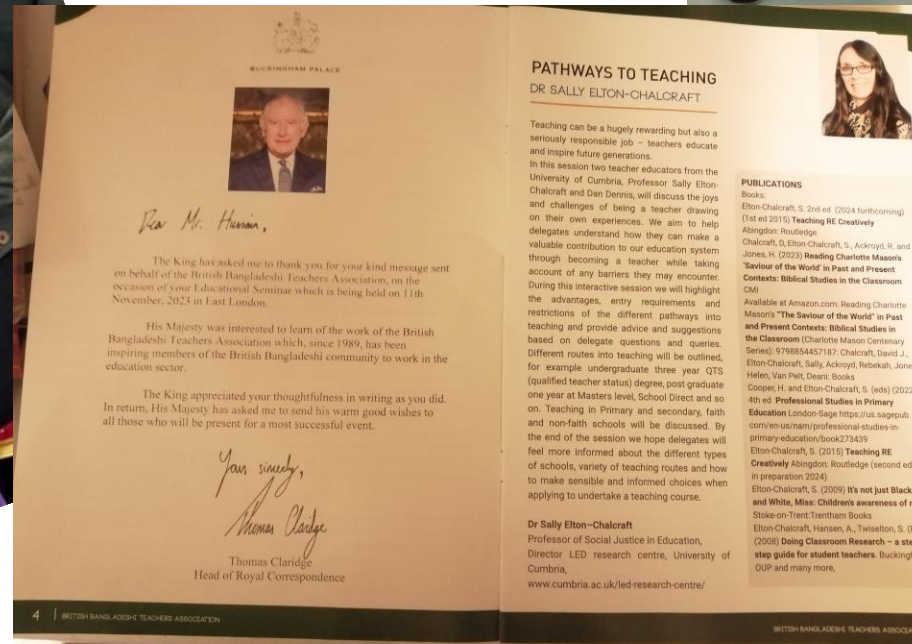 BUCKINGHAM PALACE
Dear Mr. Hussain,
The King has asked me to thank you for your kind message sent
on behalf of the British Bangladeshi Teachers Association, on the
occasion of your Educational Seminar which is being held on 11th
November, 2023 in East London.
His Majesty was interested to learn of the work of the British
Bangladeshi Teachers Association which, since 1989, has been
inspiring members of the British Bangladeshi community to work in the
education sector.
The King appreciated your thoughtfulness in writing as you did.
In return, His Majesty has asked me to send his warm good wishes to
all those who will be present for a most successful event.
Yours sincerely,
Thomas Claridge
Thomas Claridge
Head of Royal Correspondence
4 | BRITISH BANGLADESHI TEACHERS ASSOCIATION
PATHWAYS TO TEACHING
DR SALLY ELTON-CHALCRAFT
Teaching can be a hugely rewarding but also a
seriously responsible job – teachers educate
and inspire future generations.
In this session two teacher educators from the
University of Cumbria, Professor Sally Elton-
Chalcraft and Dan Dennis, will discuss the joys
and challenges of being a teacher drawing
on their own experiences. We aim to help
delegates understand how they can make a
valuable contribution to our education system
through becoming a teacher while taking
account of any barriers they may encounter.
During this interactive session we will highlight
the advantages, entry requirements and
restrictions of the different pathways into
teaching and provide advice and suggestions
based on delegate questions and queries.
Different routes into teaching will be outlined,
for example undergraduate three year QTS
(qualified teacher status) degree, post graduate
one year at Masters level, School Direct and so
on. Teaching in Primary and secondary, faith
and non-faith schools will be discussed. By
the end of the session we hope delegates will
feel more informed about the different types
of schools, variety of teaching routes and how
to make sensible and informed choices when
applying to undertake a teaching course.
Dr Sally Elton–Chalcraft
Professor of Social Justice in Education,
Director LED research centre, University of
Cumbria,
www.cumbria.ac.uk/led-research-centre/
PUBLICATIONS
Books:
Elton-Chalcraft, S. 2nd ed (2024 forthcoming)
(1st ed 2015) Teaching RE Creatively
Abingdon: Routledge
Chalcraft, D, Elton-Chalcraft, S., Ackroyd, R. and
Jones, H. (2023) Reading Charlotte Mason's
'Saviour of the World' in Past and Present
Contexts: Biblical Studies in the Classroom
CMI
Available at Amazon.com: Reading Charlotte
Mason's "The Saviour of the World" in Past
and Present Contexts: Biblical Studies in
the Classroom (Charlotte Mason Centenary
Series): 9798854457187: Chalcraft, David J.,
Elton-Chalcraft, Sally, Ackroyd, Rebekah, Jone
Helen, Van Pelt, Deani: Books
Cooper, H. and Elton-Chalcraft, S. (eds) (2022
4th ed Professional Studies in Primary
Education London-Sage https://us.sagepub.
com/en-us/nam/professional-studies-in-
primary-education/book273439
Elton-Chalcraft, S. (2015) Teaching RE
Creatively Abingdon: Routledge (second ed
in preparation 2024)
Elton-Chalcraft, S. (2009) It's not just Black
and White, Miss: Children's awareness of
Stoke-on-Trent:Trentham Books
Elton-Chalcraft, Hansen, A., Twiselton, S.
(2008) Doing Classroom Research – a ste
step guide for student teachers. Bucking
OUP and many more,
BRITISH BANGLADESHI TEACHERS